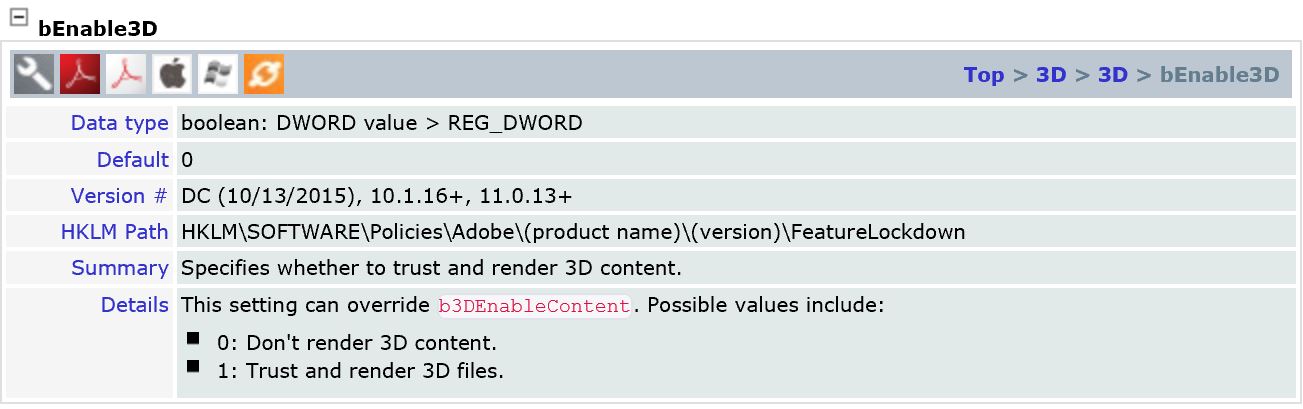 bEnable3D
Top > 3D > 3D > bEnable3D
Data type boolean: DWORD value > REG_DWORD
Default 0
Version # DC (10/13/2015), 10.1.16+, 11.0.13+
HKLM Path HKLM\SOFTWARE\Policies\Adobe\(product name)\(version)\FeatureLockdown
Summary Specifies whether to trust and render 3D content.
Details This setting can override b3DEnableContent. Possible values include:
0: Don't render 3D content.
1: Trust and render 3D files.